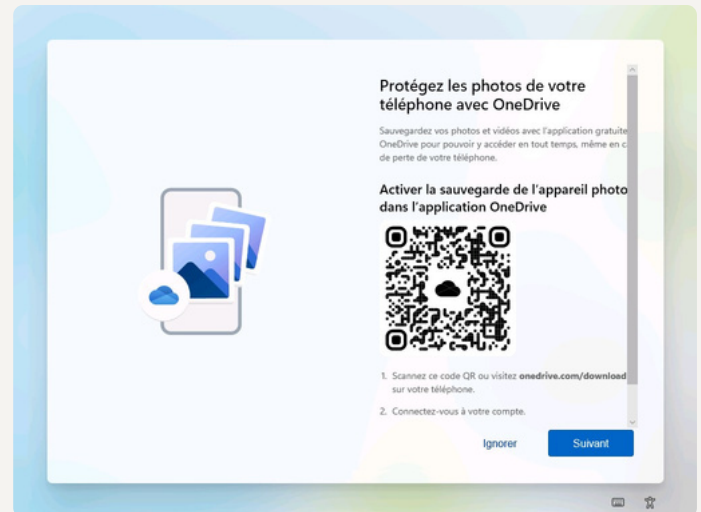 Protégez les photos de votre
téléphone avec OneDrive
Sauvegardez vos photos et vidéos avec l'application gratuite
OneDrive pour pouvoir y accéder en tout temps, même en c
de perte de votre téléphone.
Activer la sauvegarde de l'appareil photo
dans l'application OneDrive
1. Scannez ce code QR ou visitez onedrive.com/download
sur votre téléphone.
2. Connectez-vous à votre compte.
Ignorer
Suivant